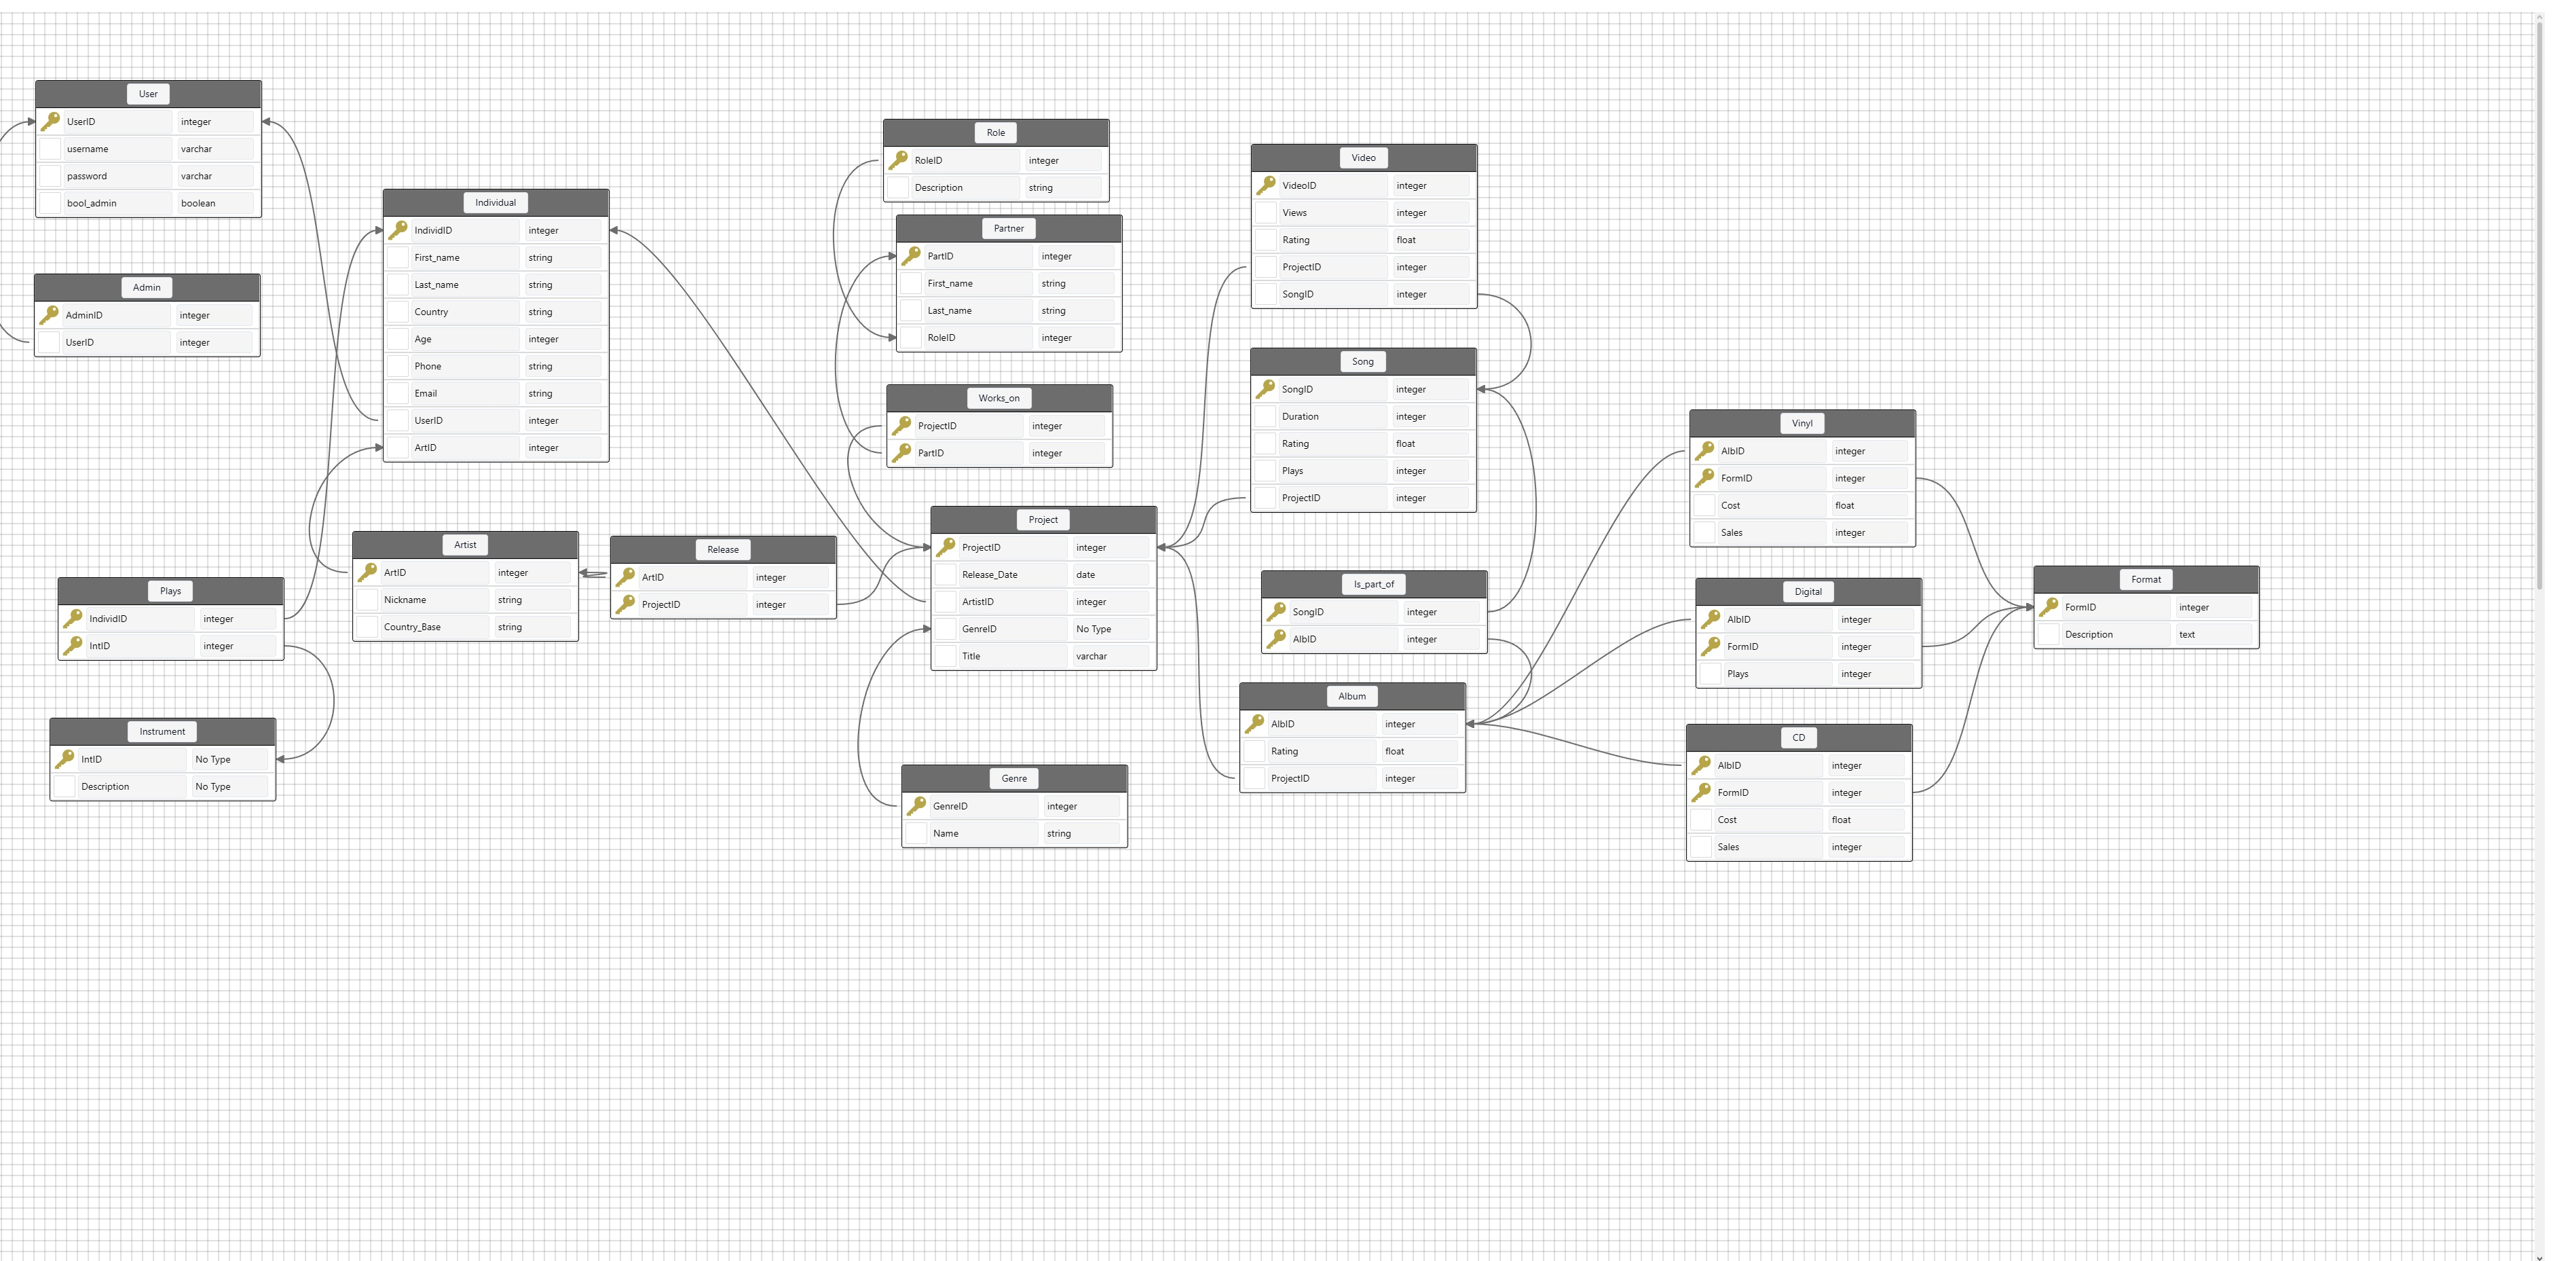 User
UserID integer
username varchar
password varchar
bool_admin boolean
Admin
AdminID integer
UserID integer
Individual
IndividID integer
First_name string
Last_name string
Country string
Age integer
Phone string
Email string
UserID integer
ArtID integer
Plays
IndividID integer
IntID integer
Instrument
IntID No Type
Description No Type
Artist
ArtID integer
Nickname string
Country_Base string
Release
ArtID integer
ProjectID integer
Role
RoleID integer
Description string
Partner
PartID integer
First_name string
Last_name string
RoleID integer
Works_on
ProjectID integer
PartID integer
Project
ProjectID integer
Release_Date date
ArtistID integer
GenreID No Type
Title varchar
Genre
GenreID integer
Name string
Video
VideoID integer
Views integer
Rating float
ProjectID integer
SongID integer
Song
SongID integer
Duration integer
Rating float
Plays integer
ProjectID integer
Is_part_of
SongID integer
AlbID integer
Album
AlbID integer
Rating float
ProjectID integer
Vinyl
AlbID integer
FormID integer
Cost float
Sales integer
Digital
AlbID integer
FormID integer
Plays integer
CD
AlbID integer
FormID integer
Cost float
Sales integer
Format
FormID integer
Description text